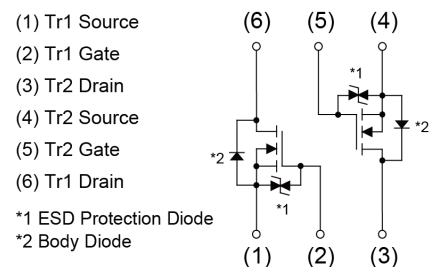 (1) Tr1 Source
(2) Tr1 Gate
(3) Tr2 Drain
(4) Tr2 Source
(5) Tr2 Gate
(6) Tr1 Drain
*1 ESD Protection Diode
*2 Body Diode
(6) (5) (4)
*1
*2
*2
*1
(1) (2) (3)